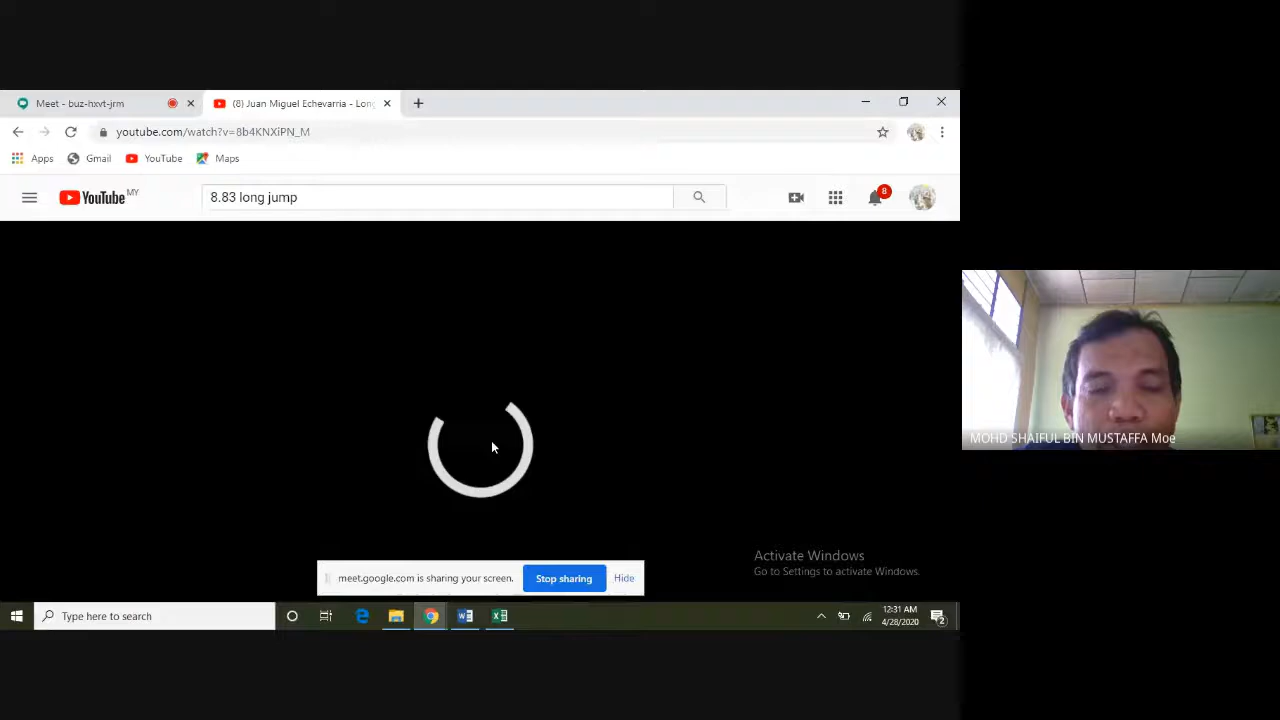 Meet - buz-hxvt-jrm
(8) Juan Miguel Echevarria - Long
youtube.com/watch?v=8b4KNXiPN_M
Apps Gmail YouTube Maps
YouTube MY 8.83 long jump 8
MOHD SHAIFUL BIN MUSTAFFA Moe
Activate Windows
Go to Settings to activate Windows.
meet.google.com is sharing your screen. Stop sharing Hide
Type here to search
12:31 AM
4/28/2020
2